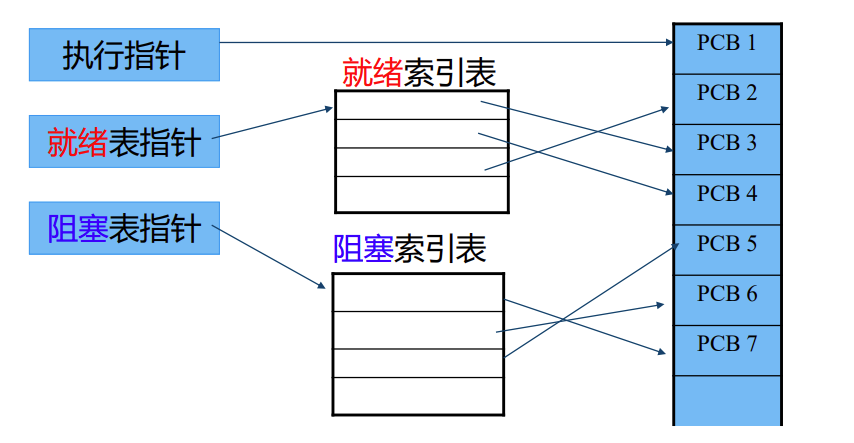 执行指针
就绪表指针
阻塞表指针
就绪索引表
阻塞索引表
PCB 1
PCB 2
PCB 3
PCB 4
PCB 5
PCB 6
PCB 7